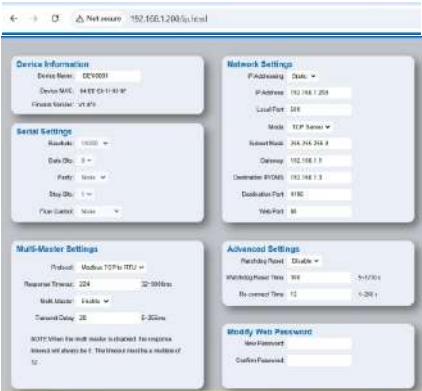 Not secure 192.168.1.200/ip.html
Device Information
Device Name: DEV0001
Device MAC:
Firmware Version:
Serial Settings
Baudrate:
Data Bits: 8
Parity: None
Stop Bits: 1
Flow Control: None
Multi-Master Settings
Protocol: Modbus TCP to RTU
Response Timeout: 224
Multi Master: Enable
Transmit Delay: 20
NOTE:When the multi master is disabled, the response
timeout will always be 0. The timeout must be a multiple of
32
Network Settings
IP Addressing Static
IP Address
Local Port
Mode TCP Server
Subnet Mask 255.255.255.0
Gateway 192.168.1.1
Destination IP/DNS 192.168.1.3
Destination Port 4196
Web Port 80
Advanced Settings
Watchdog Reset Disable
Watchdog Reset Time 300
Re-connect Time 12
Modify Web Password
New Password
Confirm Password